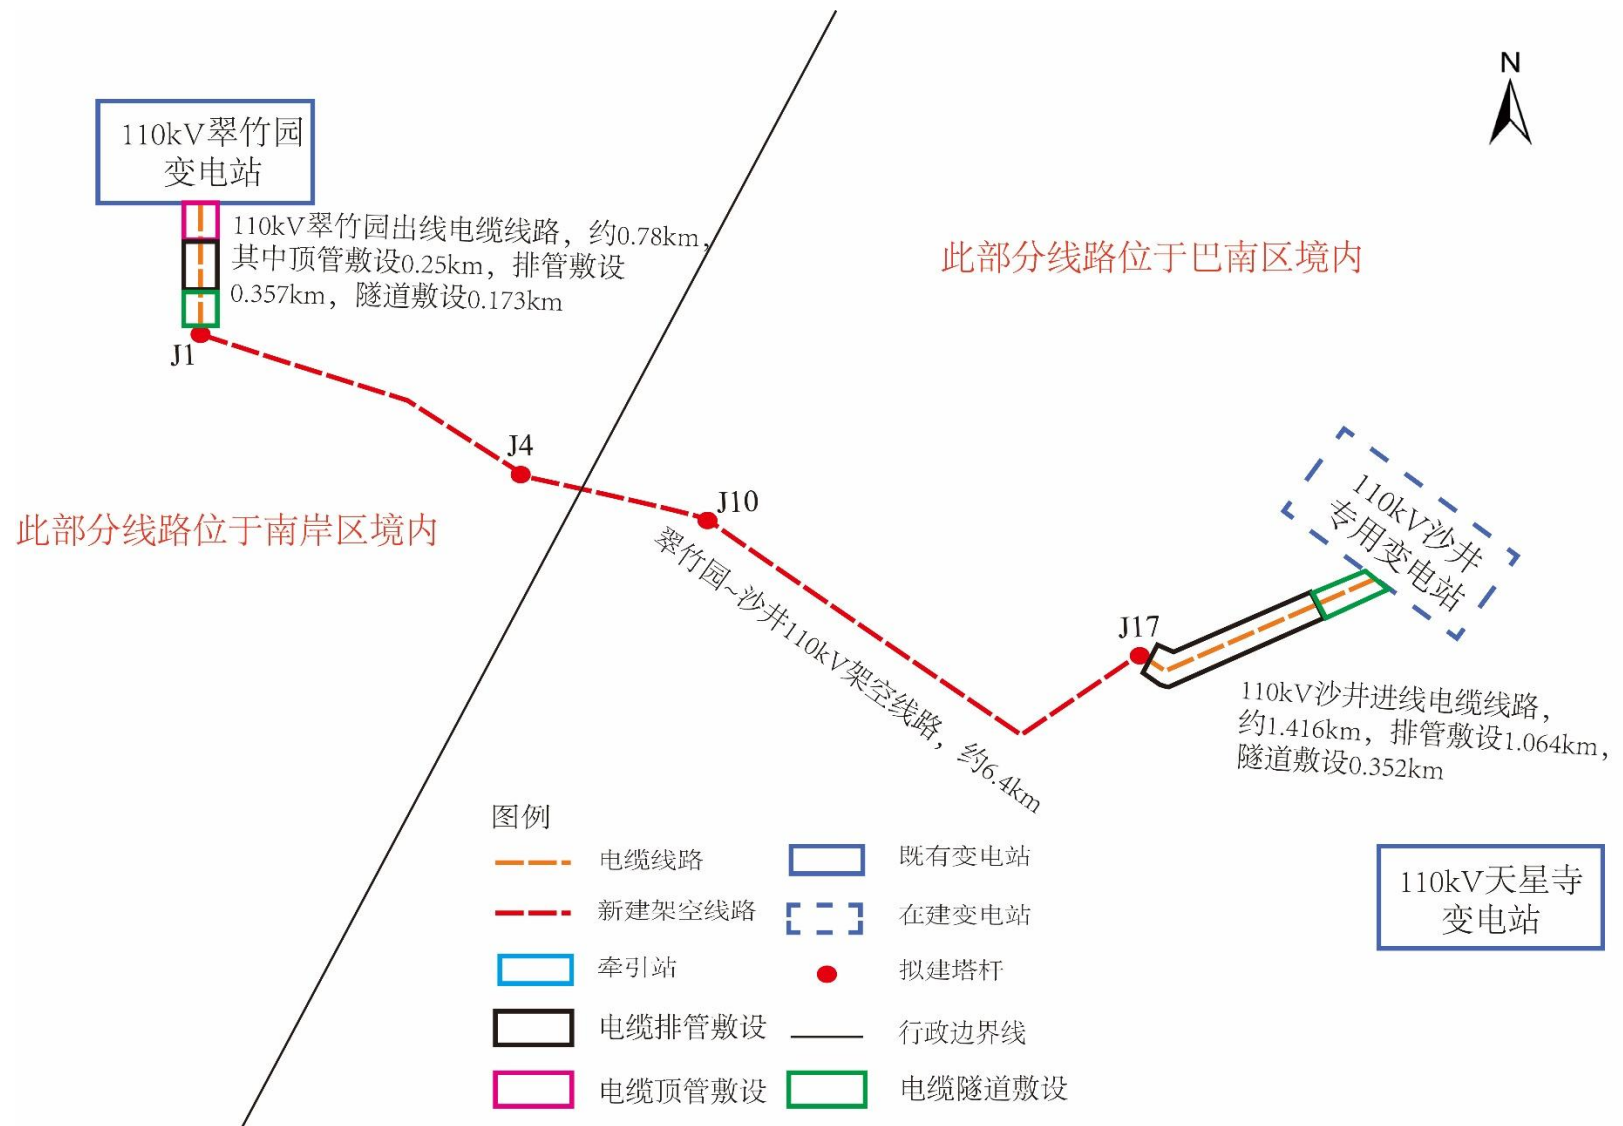 N
110kV翠竹园
变电站
110kV翠竹园出线电缆线路，约0.78km，
其中顶管敷设0.25km，排管敷设
0.357km，隧道敷设0.173km
此部分线路位于巴南区境内
J1
J4
J10
此部分线路位于南岸区境内
翠竹园~沙井110kV架空线路，约6.4km
110kV沙井
专用变电站
J17
110kV沙井进线电缆线路，
约1.416km，排管敷设1.064km，
隧道敷设0.352km
110kV天星寺
变电站
图例
电缆线路
既有变电站
新建架空线路
在建变电站
牵引站
拟建塔杆
电缆排管敷设
行政边界线
电缆顶管敷设
电缆隧道敷设